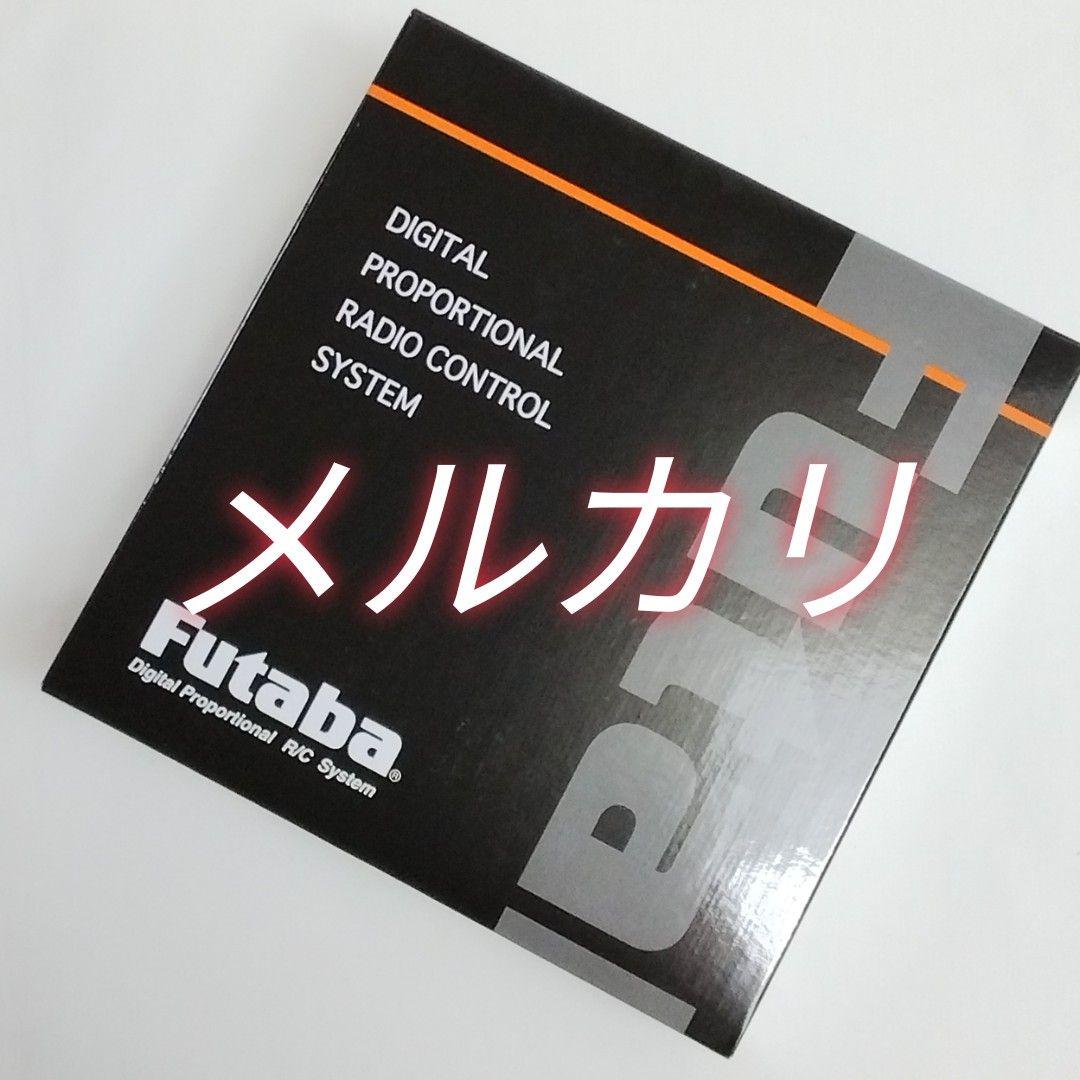 DIGITAL
PROPORTIONAL
RADIO CONTROL
SYSTEM
メルカリ
Futaba®
Digital Proportional R/C System